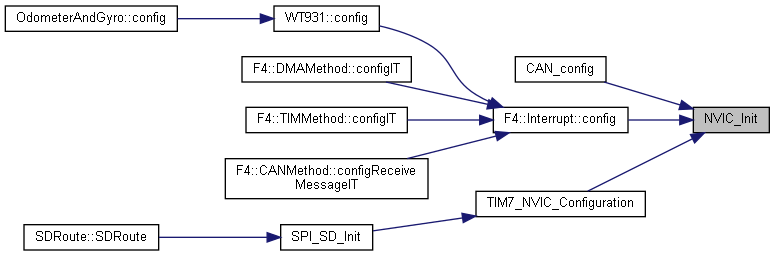 OdometerAndGyro::config
WT931::config
F4::DMAMethod::configIT
CAN_config
F4::TIMMethod::configIT
F4::Interrupt::config
NVIC_Init
F4::CANMethod::configReceive
MessageIT
TIM7_NVIC_Configuration
SDRoute::SDRoute
SPI_SD_Init